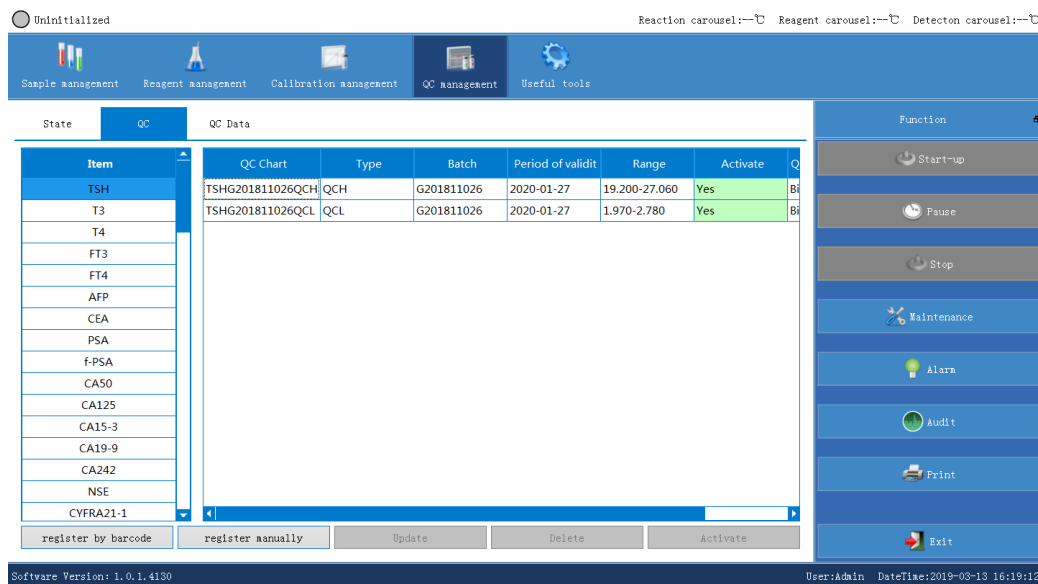 Uninitialized Reaction carousel:--℃ Reagent carousel:--℃ Detecton carousel:--℃
Sample management Reagent management Calibration management QC management Useful tools
State QC QC Data Function
Item QC Chart Type Batch Period of validit Range Activate Q
Start-up
TSH TSHG201811026QCH QCH G201811026 2020-01-27 19.200-27.060 Yes Bi
T3 TSHG201811026QCL QCL G201811026 2020-01-27 1.970-2.780 Yes Bi
Pause
T4
FT3
FT4
Stop
AFP
CEA
Maintenance
PSA
f-PSA
Alarm
CA50
CA125
CA15-3
Audit
CA19-9
CA242
Print
NSE
CYFRA21-1
register by barcode register manually Update Delete Activate
Exit
Software Version: 1.0.1.4130 User:Admin DateTime:2019-03-13 16:19:12